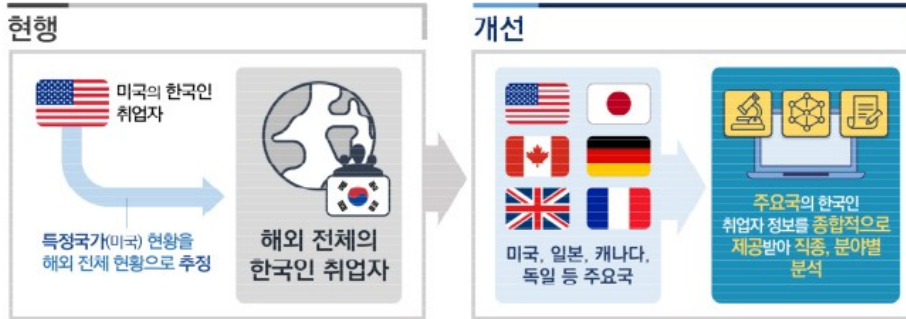 현행
미국의 한국인
취업자
특정국가(미국) 현황을
해외 전체 현황으로 추정
해외 전체의
한국인 취업자
개선
미국, 일본, 캐나다,
독일 등 주요국
주요국의 한국인
취업자 정보를 종합적으로
제공받아 직종, 분야별
분석